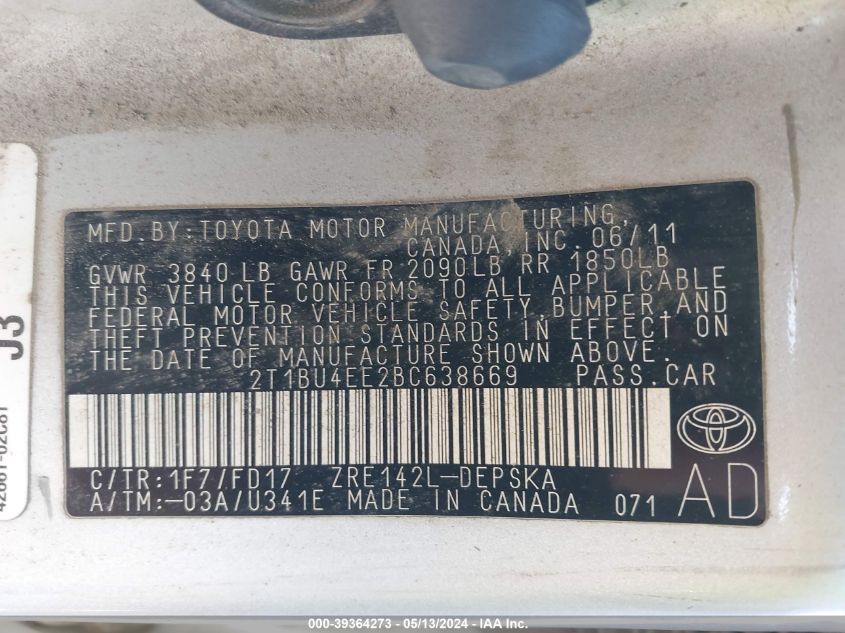 MFD.BY:TOYOTA MOTOR MANUFACTURING,
CANADA INC. 06/11
GVWR 3840 LB GAWR FR 2090LB RR 1850LB
THIS VEHICLE CONFORMS TO ALL APPLICABLE
FEDERAL MOTOR VEHICLE SAFETY,BUMPER,AND
THEFT PREVENTION STANDARDS IN EFFECT ON
THE DATE OF MANUFACTURE SHOWN ABOVE.
2T1BU4EE2BC638669 PASS.CAR
C/TR:1F7/FD17 ZRE142L-DEPSKA
A/TM:-03A/U341E MADE IN CANADA 071
AD
J3
000-39364273 - 05/13/2024 - IAA Inc.